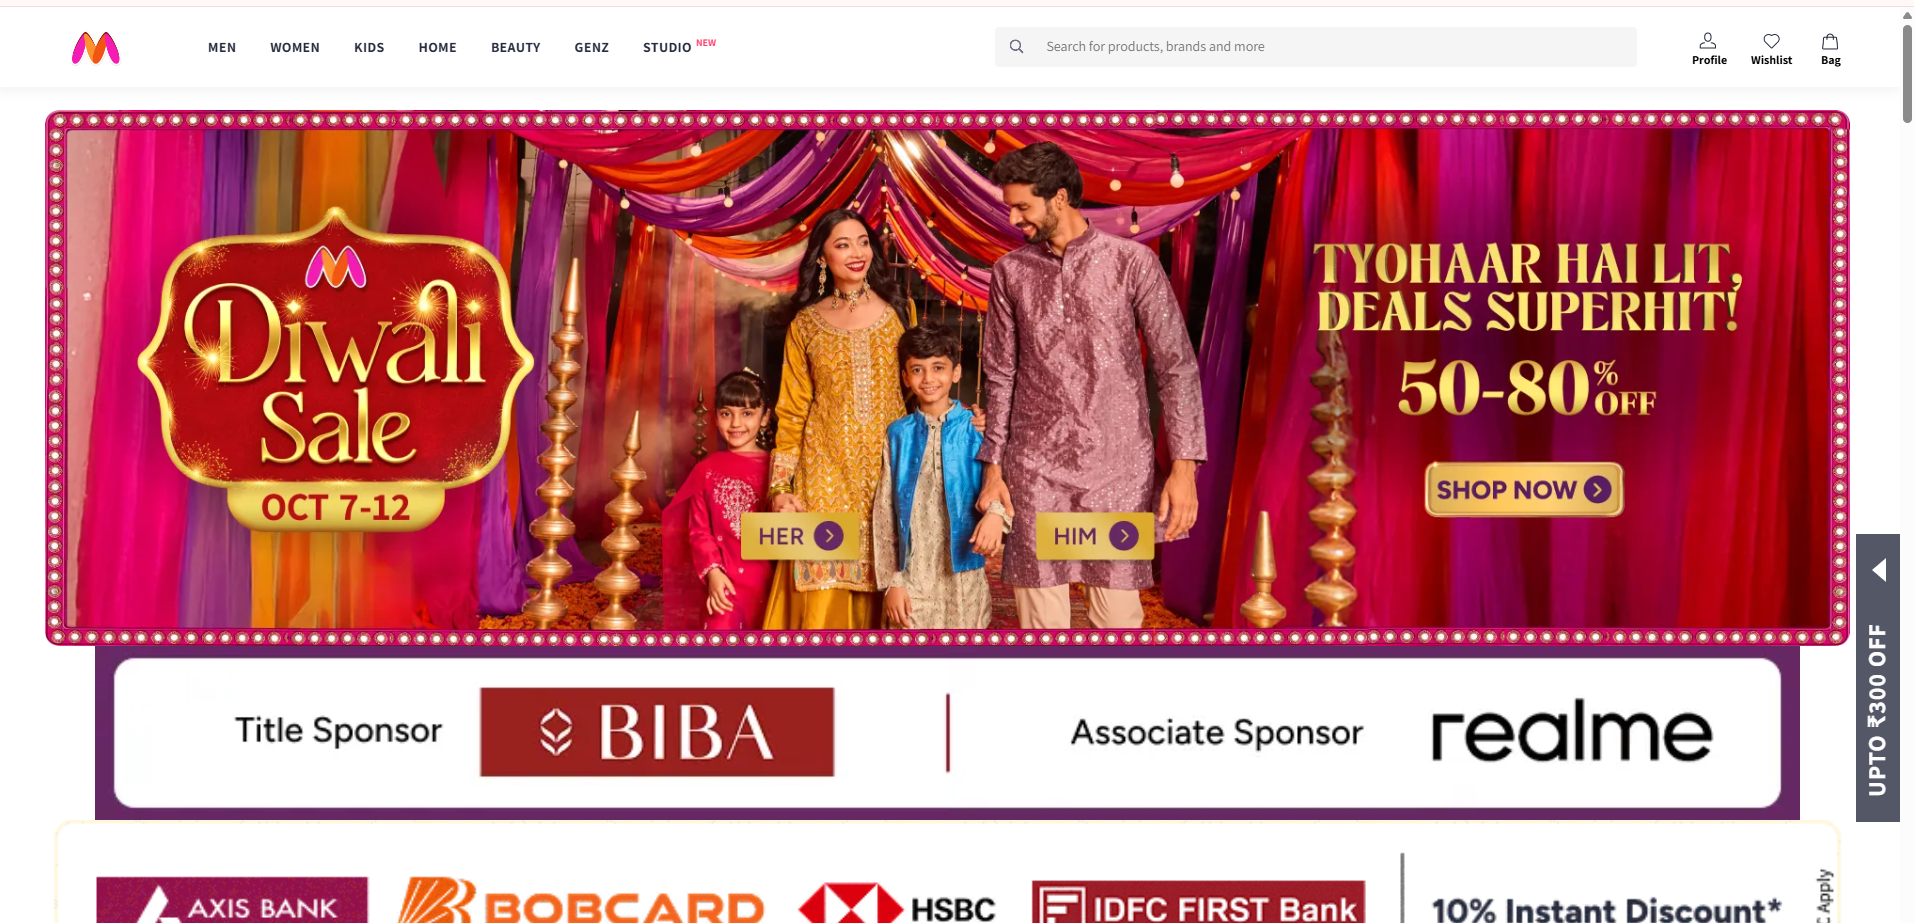 MEN WOMEN KIDS HOME BEAUTY GENZ STUDIO NEW
Search for products, brands and more
Profile Wishlist Bag
Diwali
Sale
OCT 7-12
HER
HIM
TYOHAAR HAI LIT,
DEALS SUPERHIT!
50-80% OFF
SHOP NOW
UPTO ₹300 OFF
Title Sponsor BIBA Associate Sponsor realme
AXIS BANK BOBCARD HSBC IDFC FIRST Bank 10% Instant Discount*
Apply